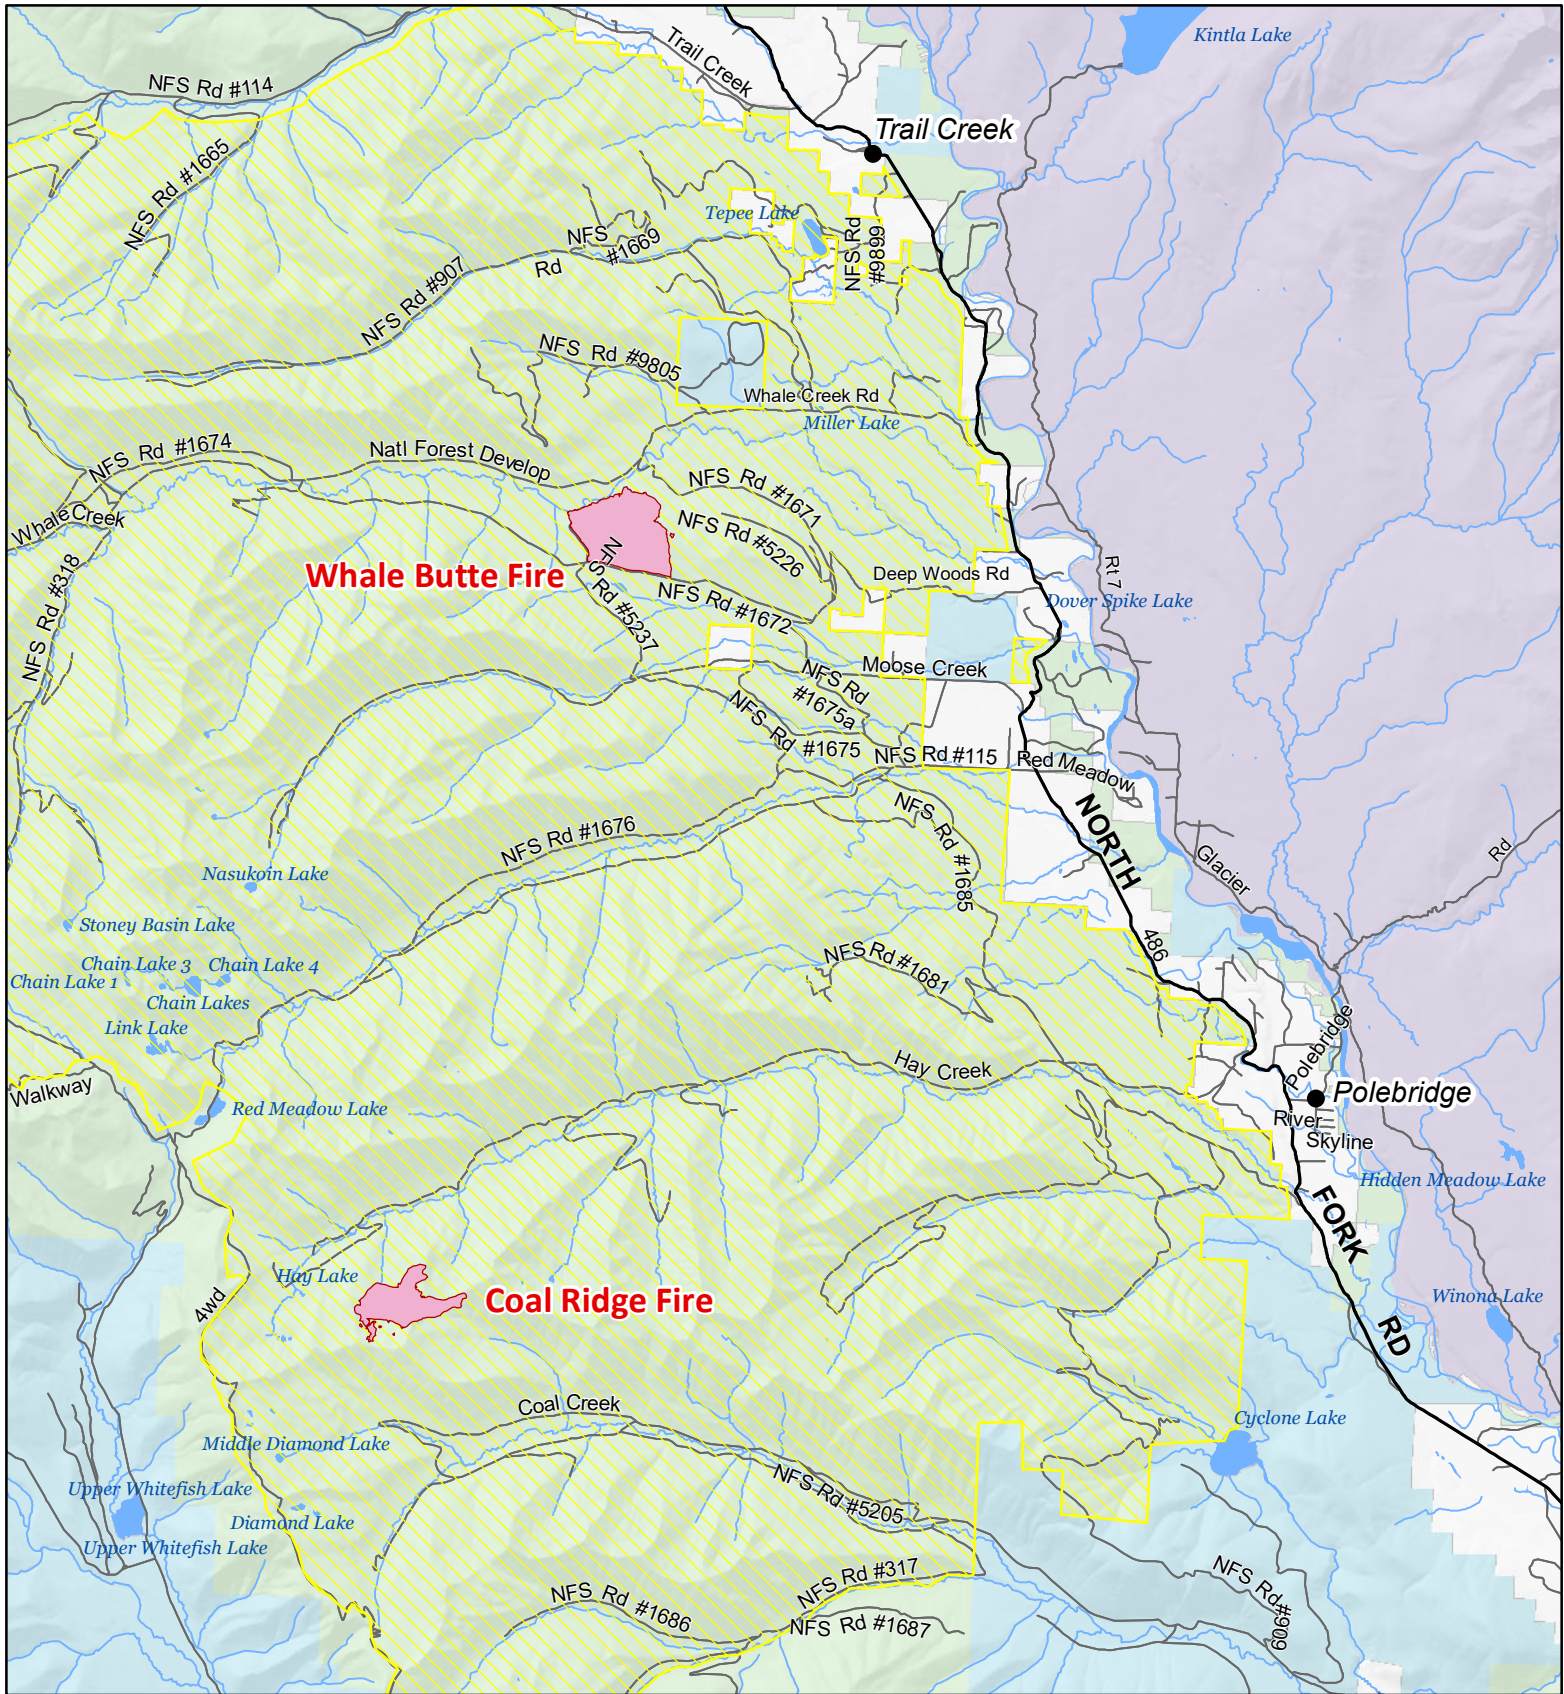 Kintla Lake
Trail Creek
NFS Rd #114
Trail Creek
NFS Rd #1665
Tepee Lake
NFS Rd
#9899
NFS
#1669
Rd
NFS Rd #907
NFS Rd #9805
Whale Creek Rd
Miller Lake
NFS Rd #1674
Natl Forest Develop
NFS Rd #1671
Whale Creek
NFS Rd #5226
NFS Rd #318
Whale Butte Fire
NFS Rd #5237
Deep Woods Rd
Rt 7
NFS Rd #1672
Dover Spike Lake
Moose Creek
NFS Rd
#1675a
NFS Rd #1675
NFS Rd #115
Red Meadow
NORTH
NFS Rd #1676
NFS Rd #1685
Glacier
Rd
Nasukoin Lake
Stoney Basin Lake
486
Chain Lake 3
Chain Lake 4
Chain Lake 1
Chain Lakes
NFS Rd #1681
Link Lake
Hay Creek
Polebridge
Walkway
Polebridge
Red Meadow Lake
River
Skyline
Hidden Meadow Lake
FORK
Hay Lake
4wd
Coal Ridge Fire
Winona Lake
RD
Coal Creek
Cyclone Lake
Middle Diamond Lake
Upper Whitefish Lake
NFS Rd #5205
Diamond Lake
Upper Whitefish Lake
NFS Rd #317
NFS Rd #909
NFS Rd #1686
NFS Rd #1687